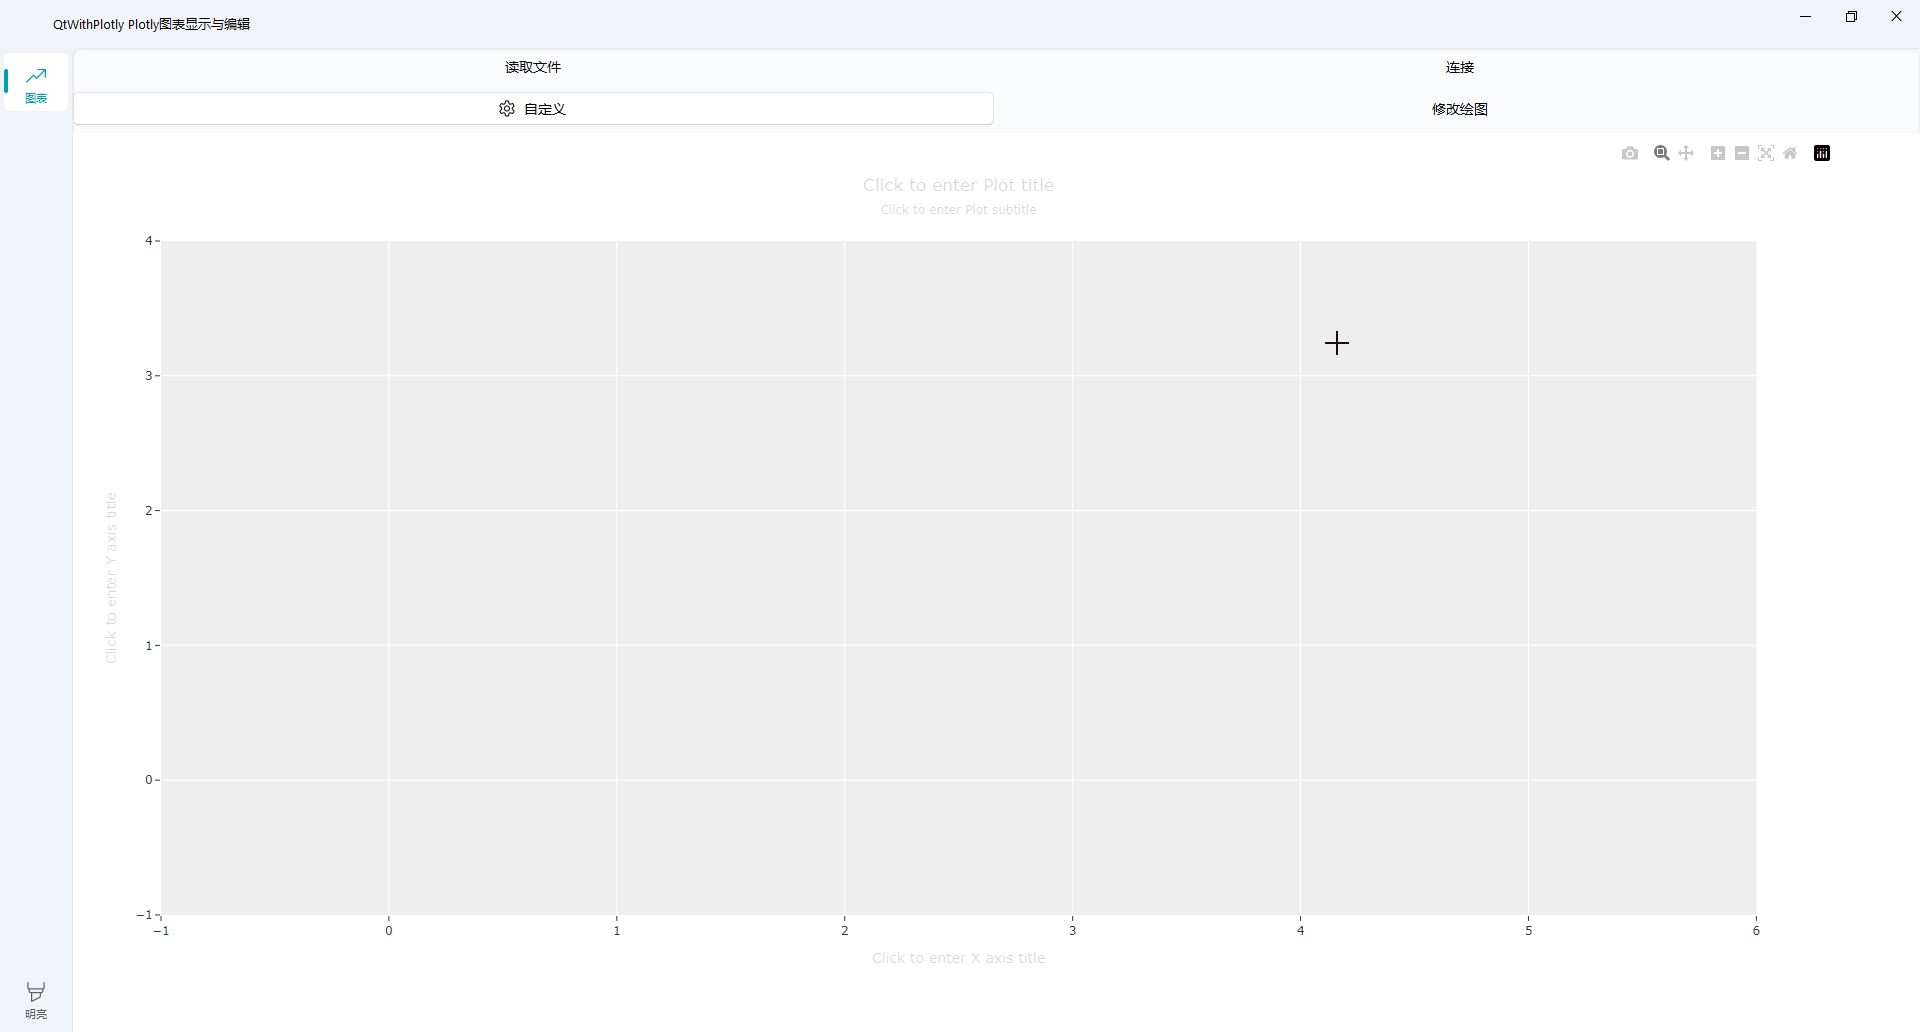 QtWithPlotly Plotly图表显示与编辑
图表
读取文件
连接
自定义
修改绘图
Click to enter Plot title
Click to enter Plot subtitle
4
3
2
1
0
−1
Click to enter Y axis title
−1
0
1
2
3
4
5
6
Click to enter X axis title
明亮